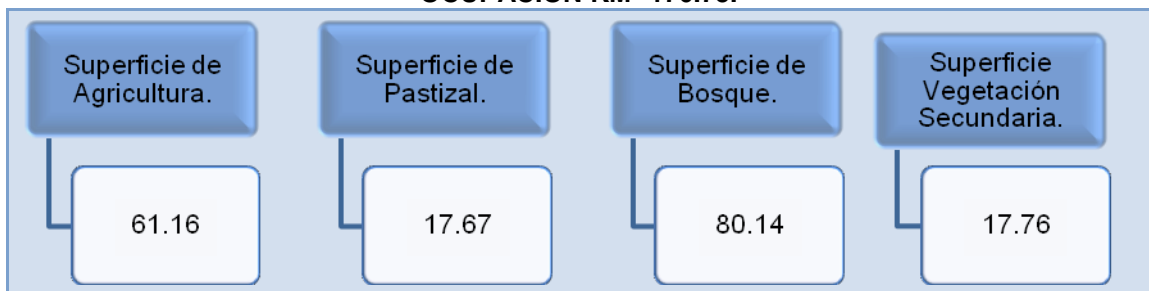 Superficie de
Agricultura.
61.16
Superficie de
Pastizal.
17.67
Superficie de
Bosque.
80.14
Superficie
Vegetación
Secundaria.
17.76